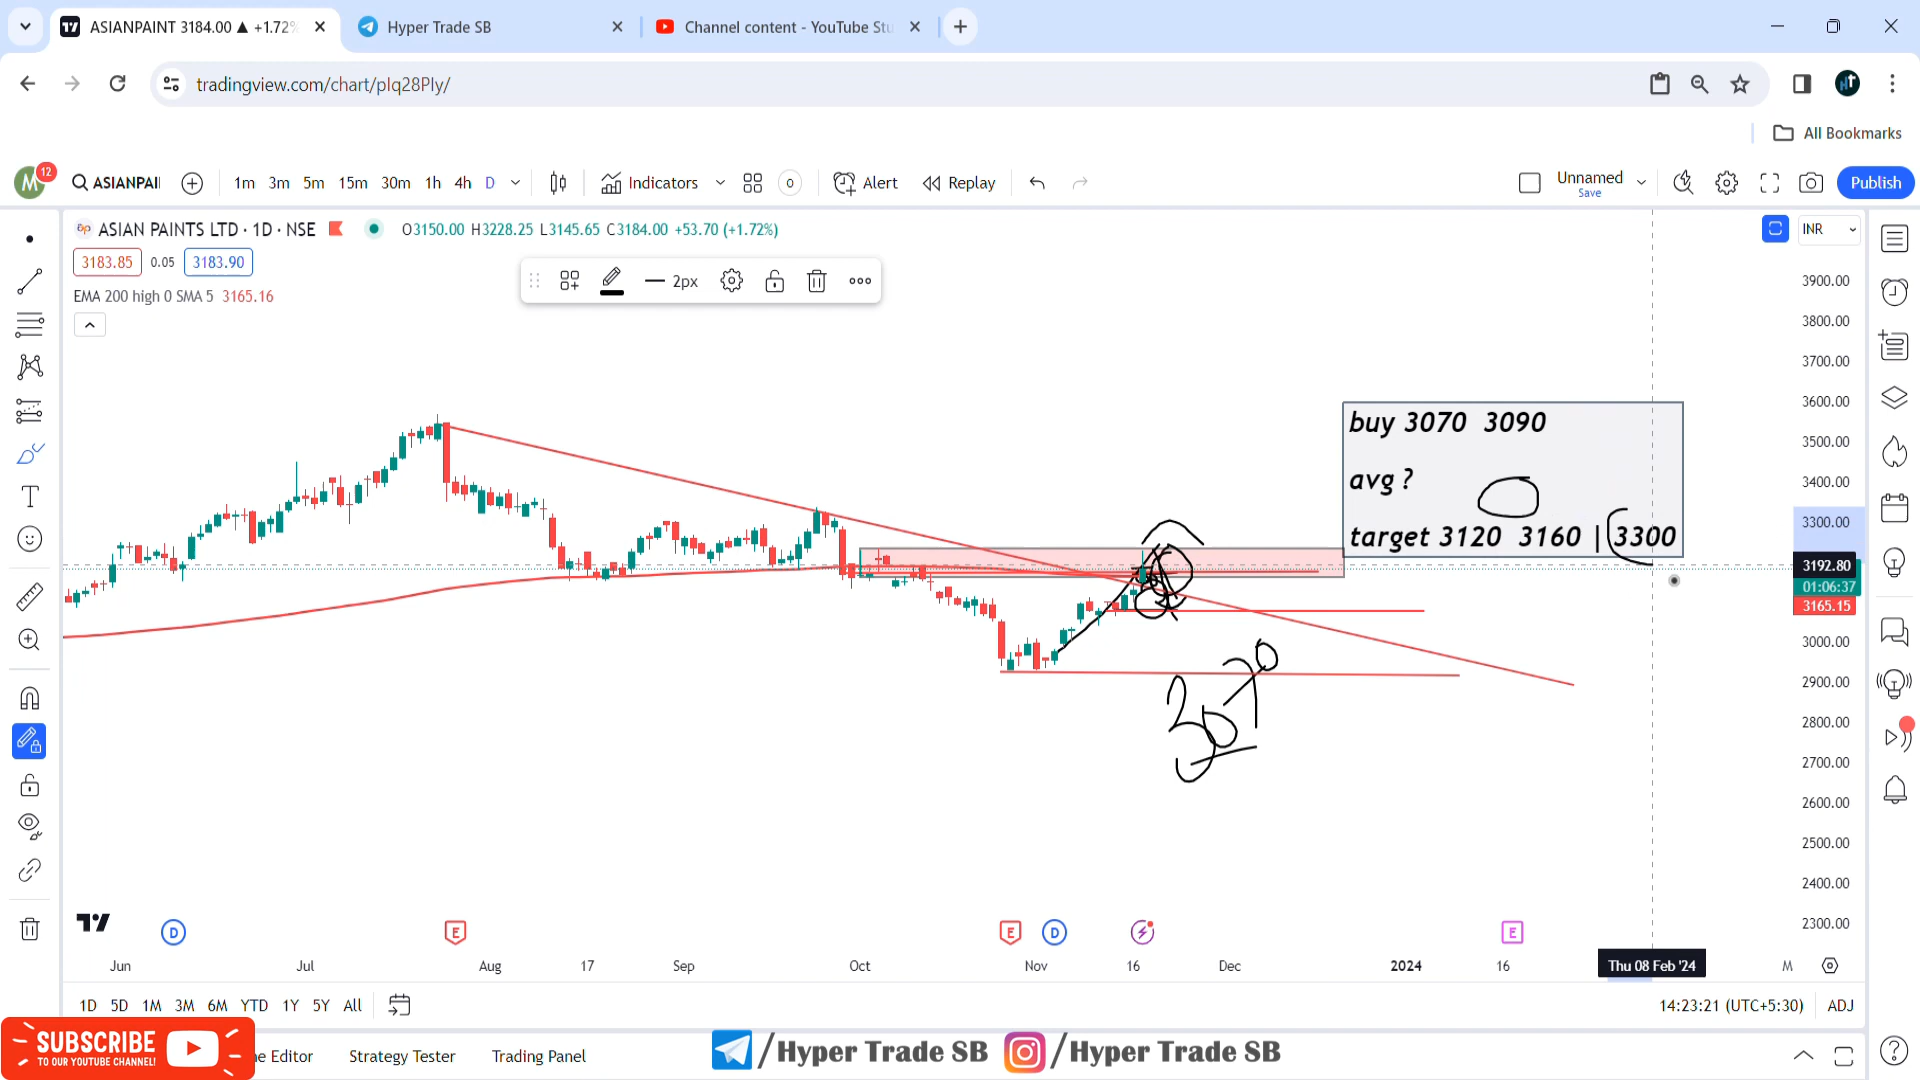 ASIANPAINT 3184.00 ▲ +1.72%
Hyper Trade SB
Channel content - YouTube Stu
tradingview.com/chart/pIq28PIy/
All Bookmarks
M 12
ASIANPAI
1m 3m 5m 15m 30m 1h 4h D
Indicators
0
Alert
Replay
Unnamed
Save
Publish
ASIAN PAINTS LTD · 1D · NSE
O3150.00 H3228.25 L3145.65 C3184.00 +53.70 (+1.72%)
INR
3183.85 0.05 3183.90
2px
EMA 200 high 0 SMA 5 3165.16
3900.00
3800.00
3700.00
3600.00
3500.00
3400.00
3300.00
3192.80
01:06:37
3165.15
3000.00
2900.00
2800.00
2700.00
2600.00
2500.00
2400.00
2300.00
buy 3070 3090
avg ?
target 3120 3160 | 3300
3070
D E E D E
Jun Jul Aug 17 Sep Oct Nov 16 Dec 2024 16 Thu 08 Feb '24 M
1D 5D 1M 3M 6M YTD 1Y 5Y All
14:23:21 (UTC+5:30) ADJ
SUBSCRIBE
TO OUR YOUTUBE CHANNEL!
ne Editor Strategy Tester Trading Panel
/Hyper Trade SB /Hyper Trade SB